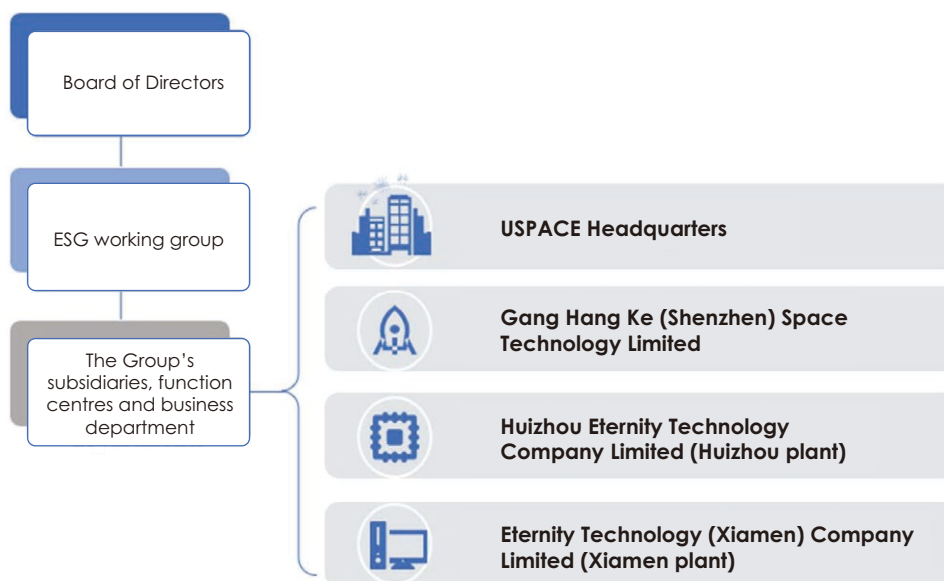 Board of Directors
ESG working group
The Group's
subsidiaries, function
centres and business
department
USPACE Headquarters
Gang Hang Ke (Shenzhen) Space
Technology Limited
Huizhou Eternity Technology
Company Limited (Huizhou plant)
Eternity Technology (Xiamen) Company
Limited (Xiamen plant)